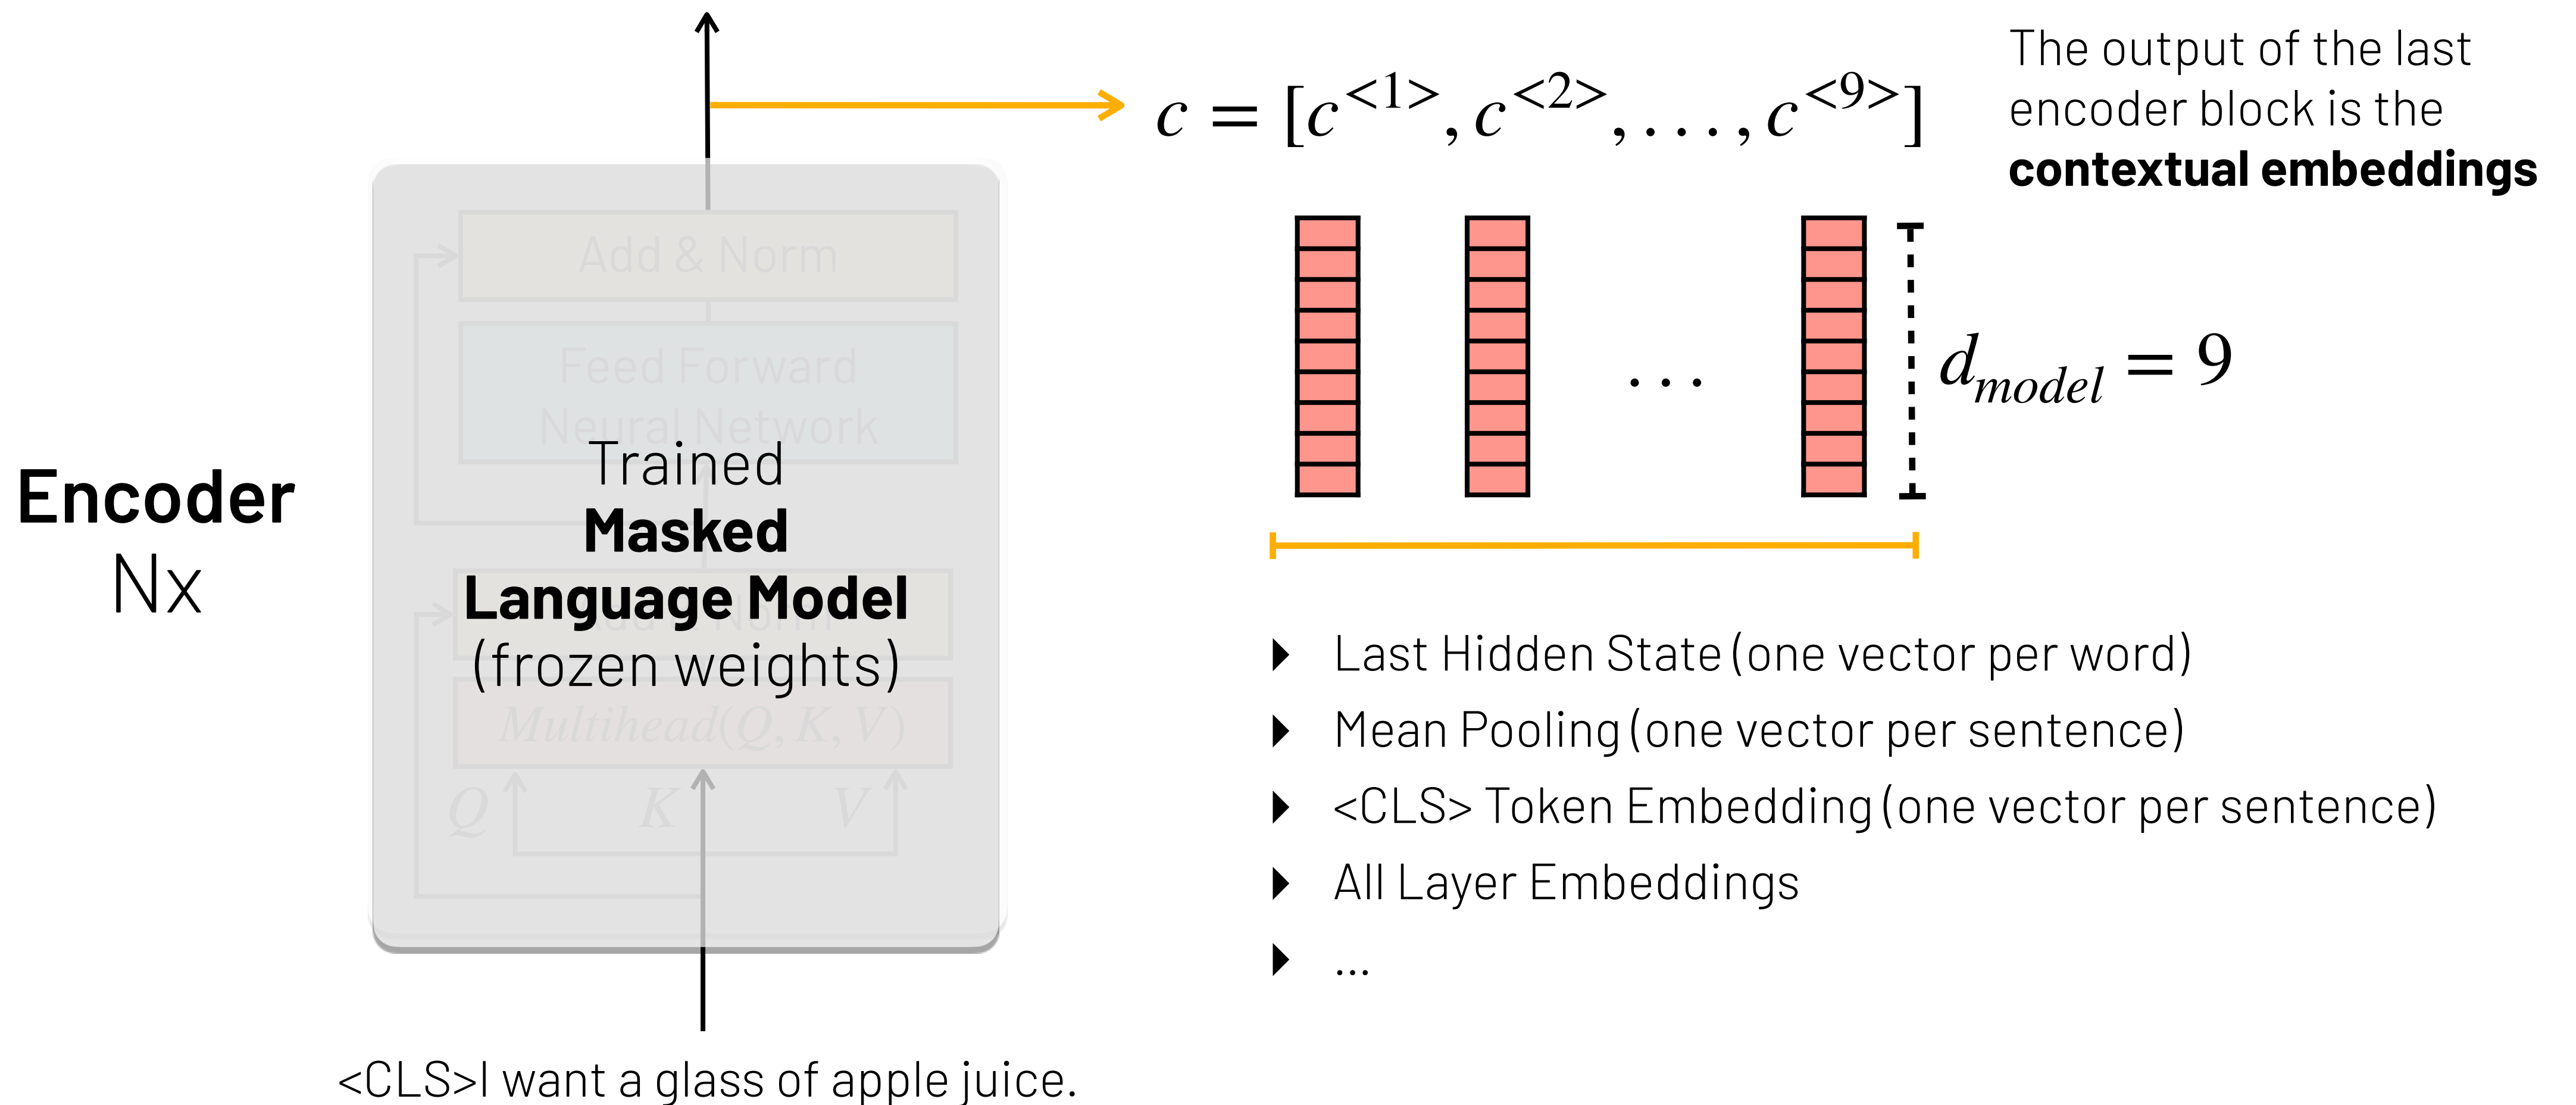 c = [c^{<1>}, c^{<2>}, . . . . , c^{<9>}]
The output of the last
encoder block is the
contextual embeddings
Add & Norm
Feed Forward
Neural Network
Trained
Masked
Language Model
(frozen weights)
Add & Norm
Multihead(Q, K, V)
Q K V
Encoder
Nx
<CLS>I want a glass of apple juice.
. . .
d_{model} = 9
Last Hidden State (one vector per word)
Mean Pooling (one vector per sentence)
<CLS> Token Embedding (one vector per sentence)
All Layer Embeddings
...